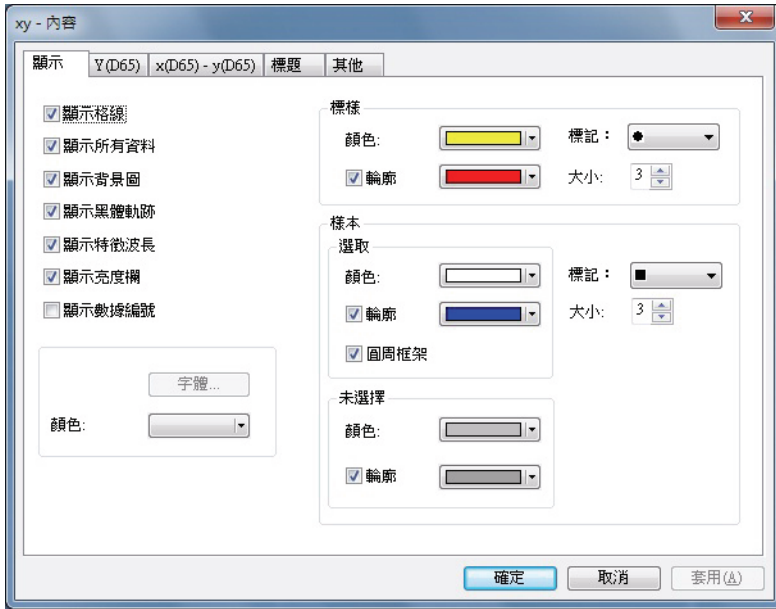 xy - 內容
顯示 Y(D65) x(D65) - y(D65) 標題 其他
顯示格線
顯示所有資料
顯示背景圖
顯示黑體軌跡
顯示特徵波長
顯示亮度欄
顯示數據編號
字體...
顏色:
標樣
顏色: 標記：
輪廓 大小: 3
樣本
選取
顏色: 標記：
輪廓 大小: 3
圓周框架
未選擇
顏色:
輪廓
確定 取消 套用(A)